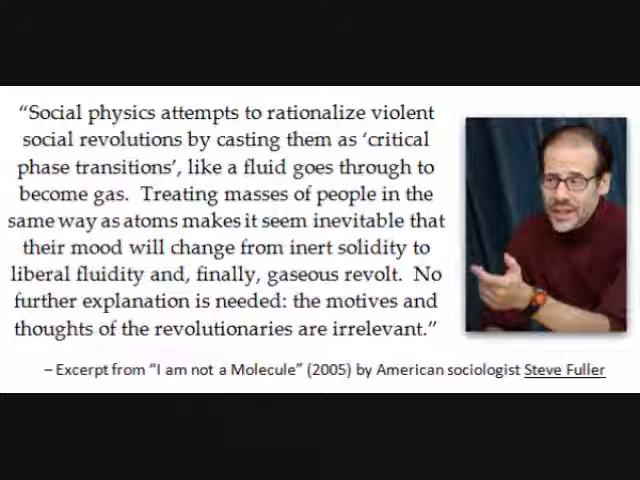 “Social physics attempts to rationalize violent
social revolutions by casting them as ‘critical
phase transitions’, like a fluid goes through to
become gas.  Treating masses of people in the
same way as atoms makes it seem inevitable that
their mood will change from inert solidity to
liberal fluidity and, finally, gaseous revolt.  No
further explanation is needed: the motives and
thoughts of the revolutionaries are irrelevant.”
– Excerpt from “I am not a Molecule” (2005) by American sociologist Steve Fuller